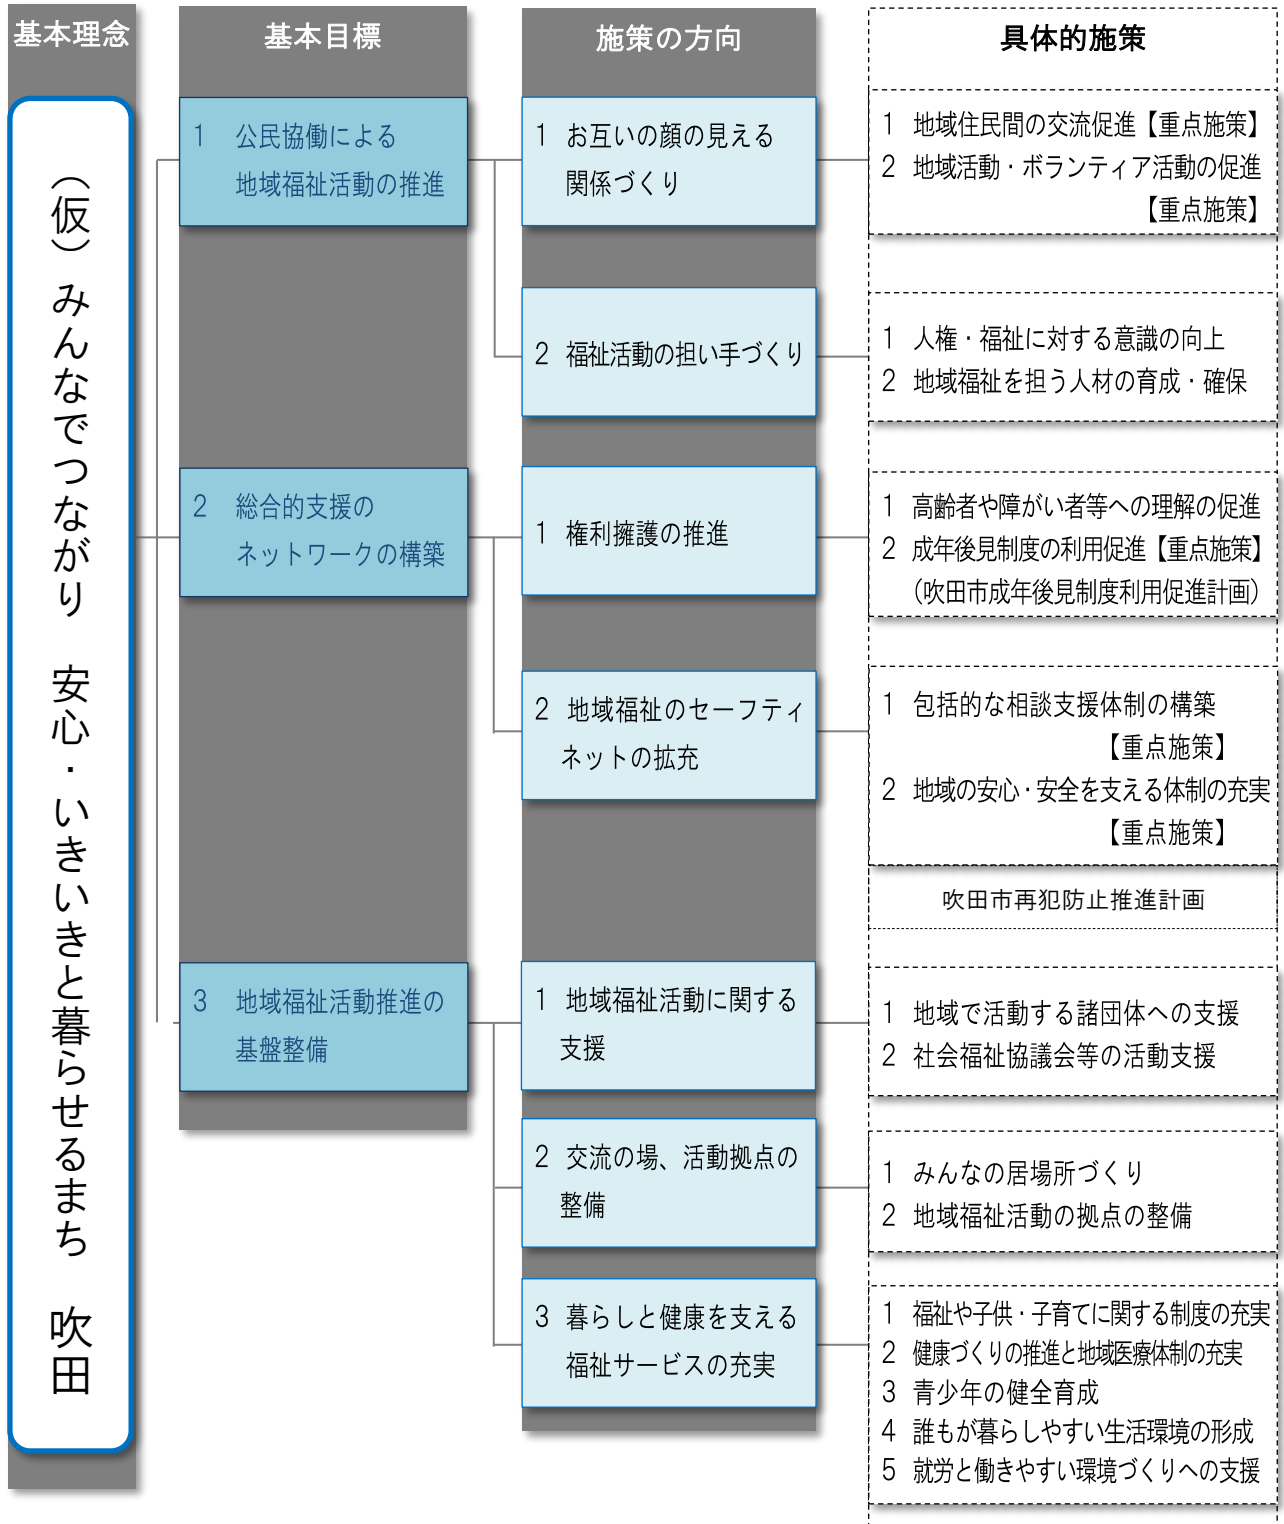 基本理念
（仮）みんなでつながり　安心・いきいきと暮らせるまち　吹田
基本目標
1　公民協働による
地域福祉活動の推進
2　総合的支援の
ネットワークの構築
3　地域福祉活動推進の
基盤整備
施策の方向
1　お互いの顔の見える
関係づくり
2　福祉活動の担い手づくり
1　権利擁護の推進
2　地域福祉のセーフティ
ネットの拡充
1　地域福祉活動に関する
支援
2　交流の場、活動拠点の
整備
3　暮らしと健康を支える
福祉サービスの充実
具体的施策
1　地域住民間の交流促進【重点施策】
2　地域活動・ボランティア活動の促進
【重点施策】
1　人権・福祉に対する意識の向上
2　地域福祉を担う人材の育成・確保
1　高齢者や障がい者等への理解の促進
2　成年後見制度の利用促進【重点施策】
（吹田市成年後見制度利用促進計画）
1　包括的な相談支援体制の構築
【重点施策】
2　地域の安心・安全を支える体制の充実
【重点施策】
吹田市再犯防止推進計画
1　地域で活動する諸団体への支援
2　社会福祉協議会等の活動支援
1　みんなの居場所づくり
2　地域福祉活動の拠点の整備
1　福祉や子供・子育てに関する制度の充実
2　健康づくりの推進と地域医療体制の充実
3　青少年の健全育成
4　誰もが暮らしやすい生活環境の形成
5　就労と働きやすい環境づくりへの支援